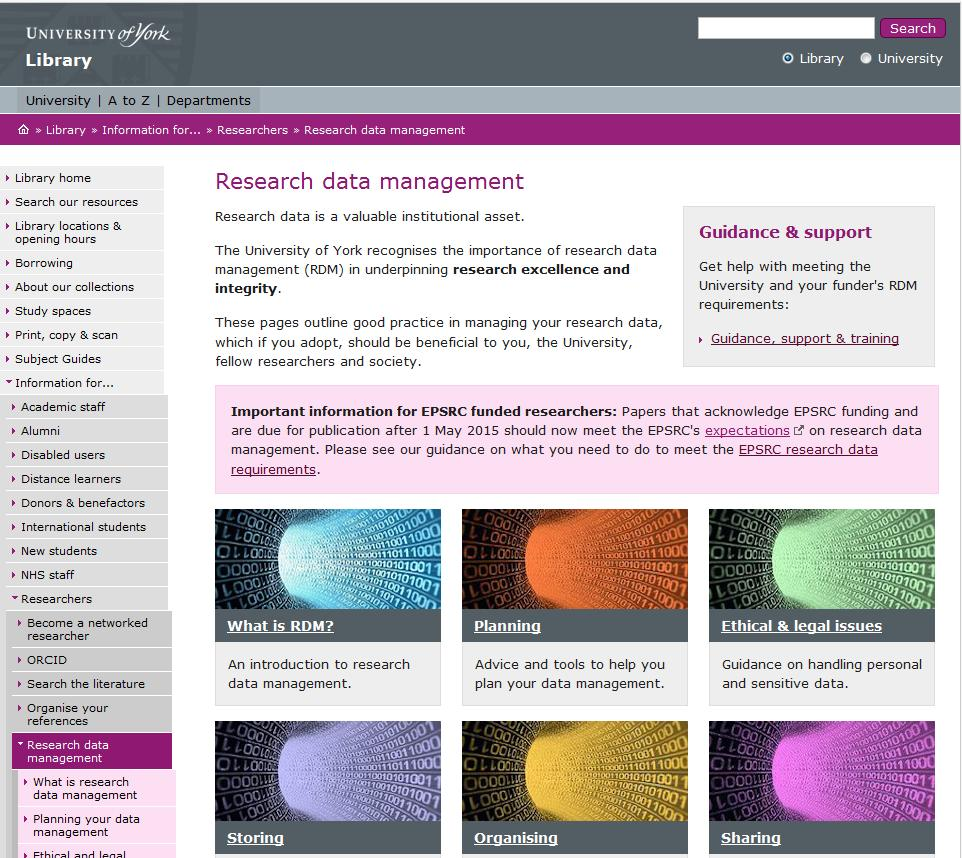 UNIVERSITY of York
Library
Search
Library University
University | A to Z | Departments
» Library » Information for... » Researchers » Research data management
Library home
Search our resources
Library locations &
opening hours
Borrowing
About our collections
Study spaces
Print, copy & scan
Subject Guides
Information for...
Academic staff
Alumni
Disabled users
Distance learners
Donors & benefactors
International students
New students
NHS staff
Researchers
Become a networked
researcher
ORCID
Search the literature
Organise your
references
Research data
management
What is research
data management
Planning your data
management
Ethical and legal
Research data management
Research data is a valuable institutional asset.
The University of York recognises the importance of research data
management (RDM) in underpinning research excellence and
integrity.
These pages outline good practice in managing your research data,
which if you adopt, should be beneficial to you, the University,
fellow researchers and society.
Guidance & support
Get help with meeting the
University and your funder's RDM
requirements:
Guidance, support & training
Important information for EPSRC funded researchers: Papers that acknowledge EPSRC funding and
are due for publication after 1 May 2015 should now meet the EPSRC's expectations on research data
management. Please see our guidance on what you need to do to meet the EPSRC research data
requirements.
What is RDM?
An introduction to research
data management.
Planning
Advice and tools to help you
plan your data management.
Ethical & legal issues
Guidance on handling personal
and sensitive data.
Storing
Organising
Sharing